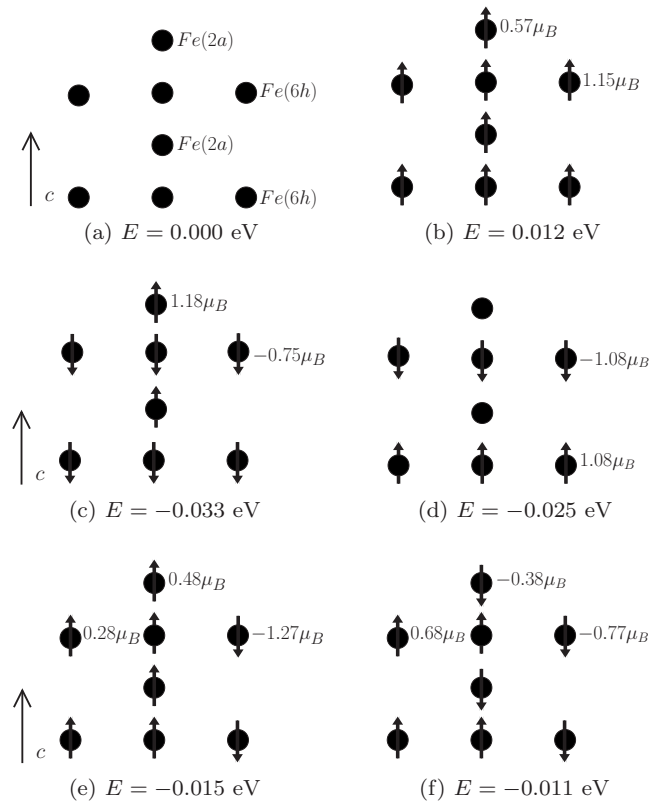 Fe(2a)
Fe(6h)
Fe(2a)
c
Fe(6h)
(a) E = 0.000 eV
0.57μB
1.15μB
(b) E = 0.012 eV
1.18μB
−0.75μB
c
(c) E = −0.033 eV
−1.08μB
1.08μB
(d) E = −0.025 eV
0.48μB
0.28μB
−1.27μB
c
(e) E = −0.015 eV
−0.38μB
0.68μB
−0.77μB
(f) E = −0.011 eV